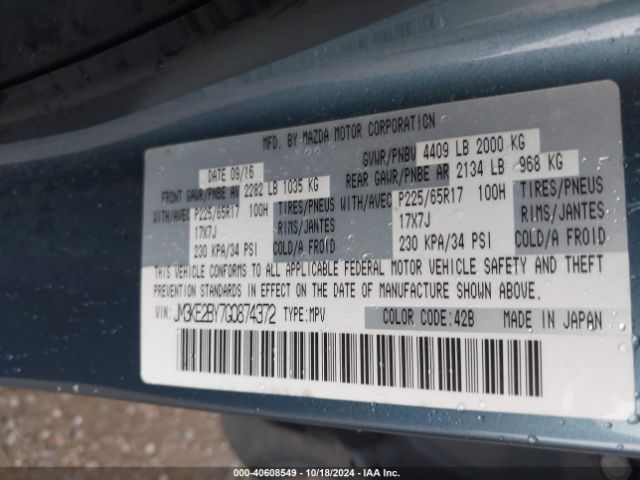 MFD. BY MAZDA MOTOR CORPORATION
DATE 09/16 GVWR/PNBV 4409 LB 2000 KG
FRONT GAWR/PNBE AR 2282 LB 1035 KG REAR GAWR/PNBE AR 2134 LB 968 KG
WITH/AVEC P225/65R17 100H TIRES/PNEUS WITH/AVEC P225/65R17 100H TIRES/PNEUS
17X7J RIMS/JANTES 17X7J RIMS/JANTES
230 KPA/34 PSI COLD/A FROID 230 KPA/34 PSI COLD/A FROID
THIS VEHICLE CONFORMS TO ALL APPLICABLE FEDERAL MOTOR VEHICLE SAFETY AND THEFT
PREVENTION STANDARDS IN EFFECT ON THE DATE OF MANUFACTURE SHOWN ABOVE.
VIN: JM3KE2BY7G0874372 TYPE:MPV COLOR CODE:42B MADE IN JAPAN
000-40608549 | 10/18/2024 - IAA Inc.